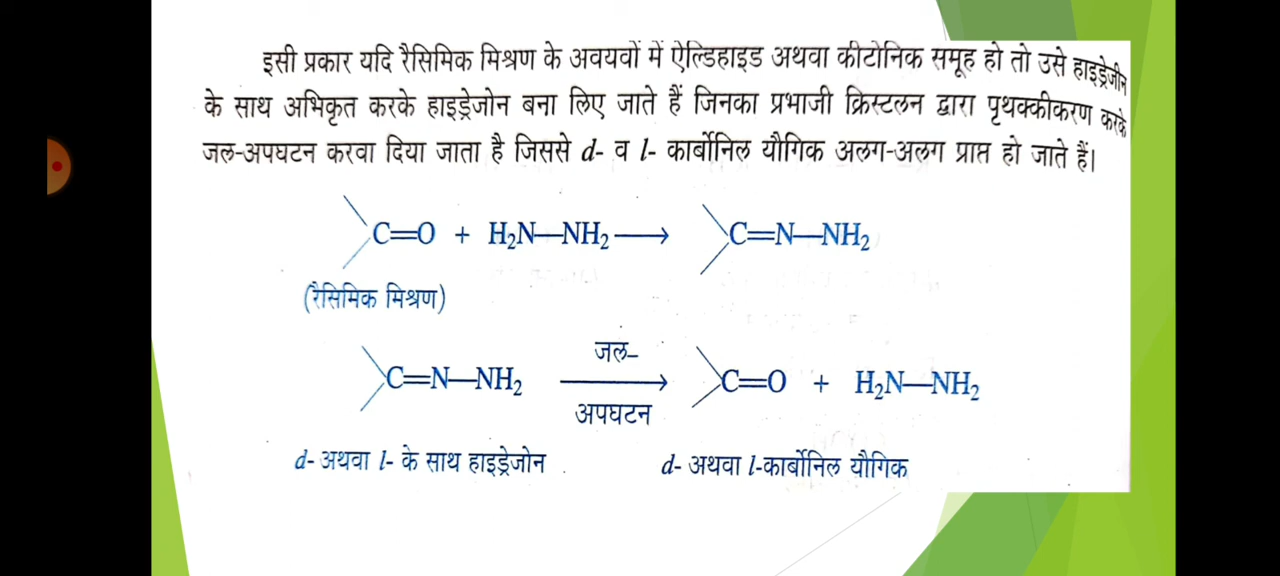 इसी प्रकार यदि रैसिमिक मिश्रण के अवयवों में ऐल्डिहाइड अथवा कीटोनिक समूह हो तो उसे हाइड्रेजीन
के साथ अभिकृत करके हाइड्रेजोन बना लिए जाते हैं जिनका प्रभाजी क्रिस्टलन द्वारा पृथक्कीकरण करके
जल-अपघटन करवा दिया जाता है जिससे d- व l- कार्बोनिल यौगिक अलग-अलग प्राप्त हो जाते हैं।
C=O + H₂N—NH₂ → C=N—NH₂
(रैसिमिक मिश्रण)
जल-
C=N—NH₂ → C=O + H₂N—NH₂
अपघटन
d- अथवा l- के साथ हाइड्रेजोन d- अथवा l-कार्बोनिल यौगिक